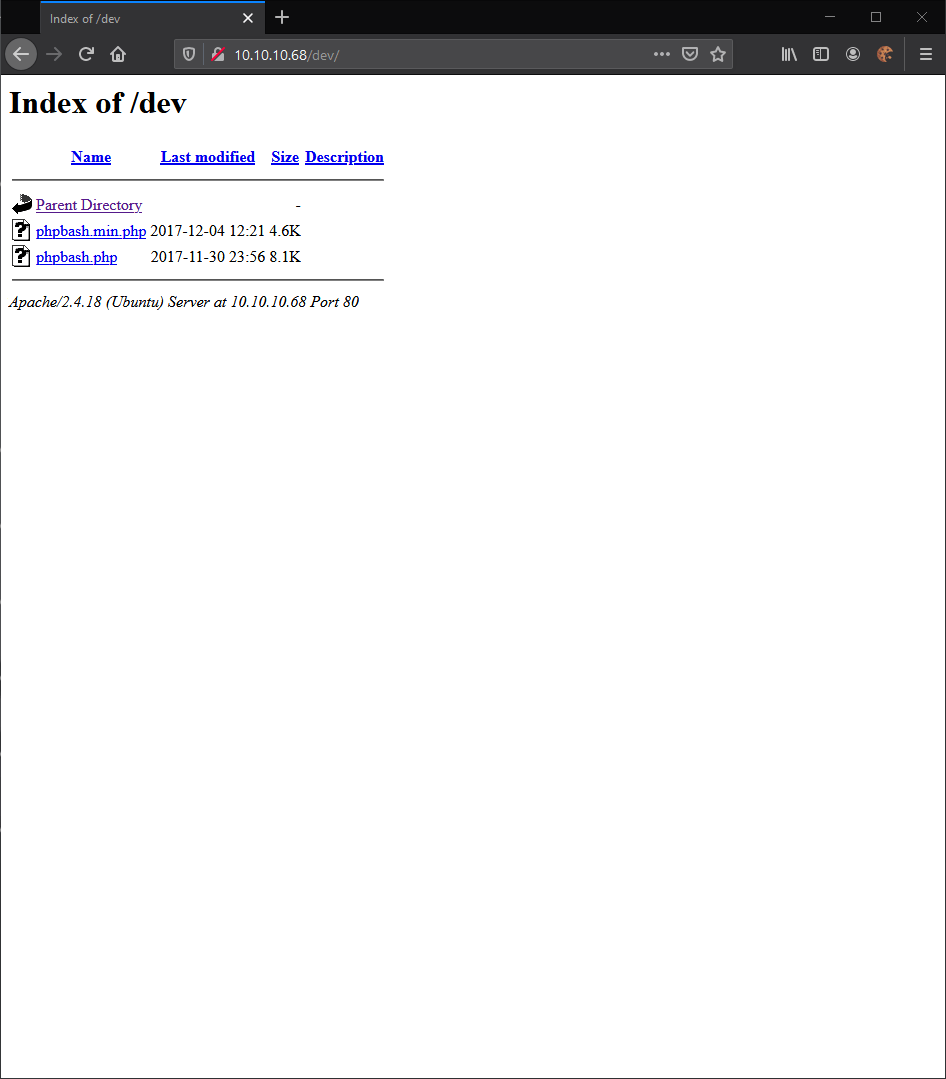 Index of /dev
10.10.10.68/dev/
Index of /dev
Name Last modified Size Description
Parent Directory -
phpbash.min.php 2017-12-04 12:21 4.6K
phpbash.php 2017-11-30 23:56 8.1K
Apache/2.4.18 (Ubuntu) Server at 10.10.10.68 Port 80